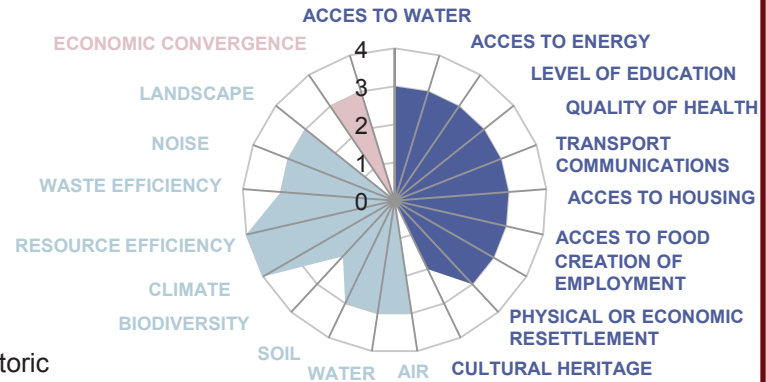 ACCES TO WATER
ECONOMIC CONVERGENCE
4
ACCES TO ENERGY
3
LEVEL OF EDUCATION
LANDSCAPE
2
QUALITY OF HEALTH
NOISE
1
TRANSPORT
COMMUNICATIONS
WASTE EFFICIENCY
0
ACCES TO HOUSING
RESOURCE EFFICIENCY
ACCES TO FOOD
CREATION OF
EMPLOYMENT
CLIMATE
BIODIVERSITY
PHYSICAL OR ECONOMIC
RESETTLEMENT
SOIL
toric
WATER
AIR
CULTURAL HERITAGE